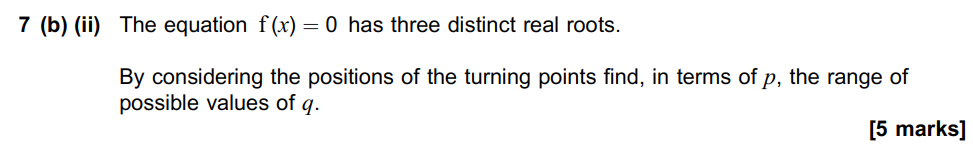 7 (b) (ii) The equation f(x) = 0 has three distinct real roots.
By considering the positions of the turning points find, in terms of p, the range of
possible values of q.
[5 marks]